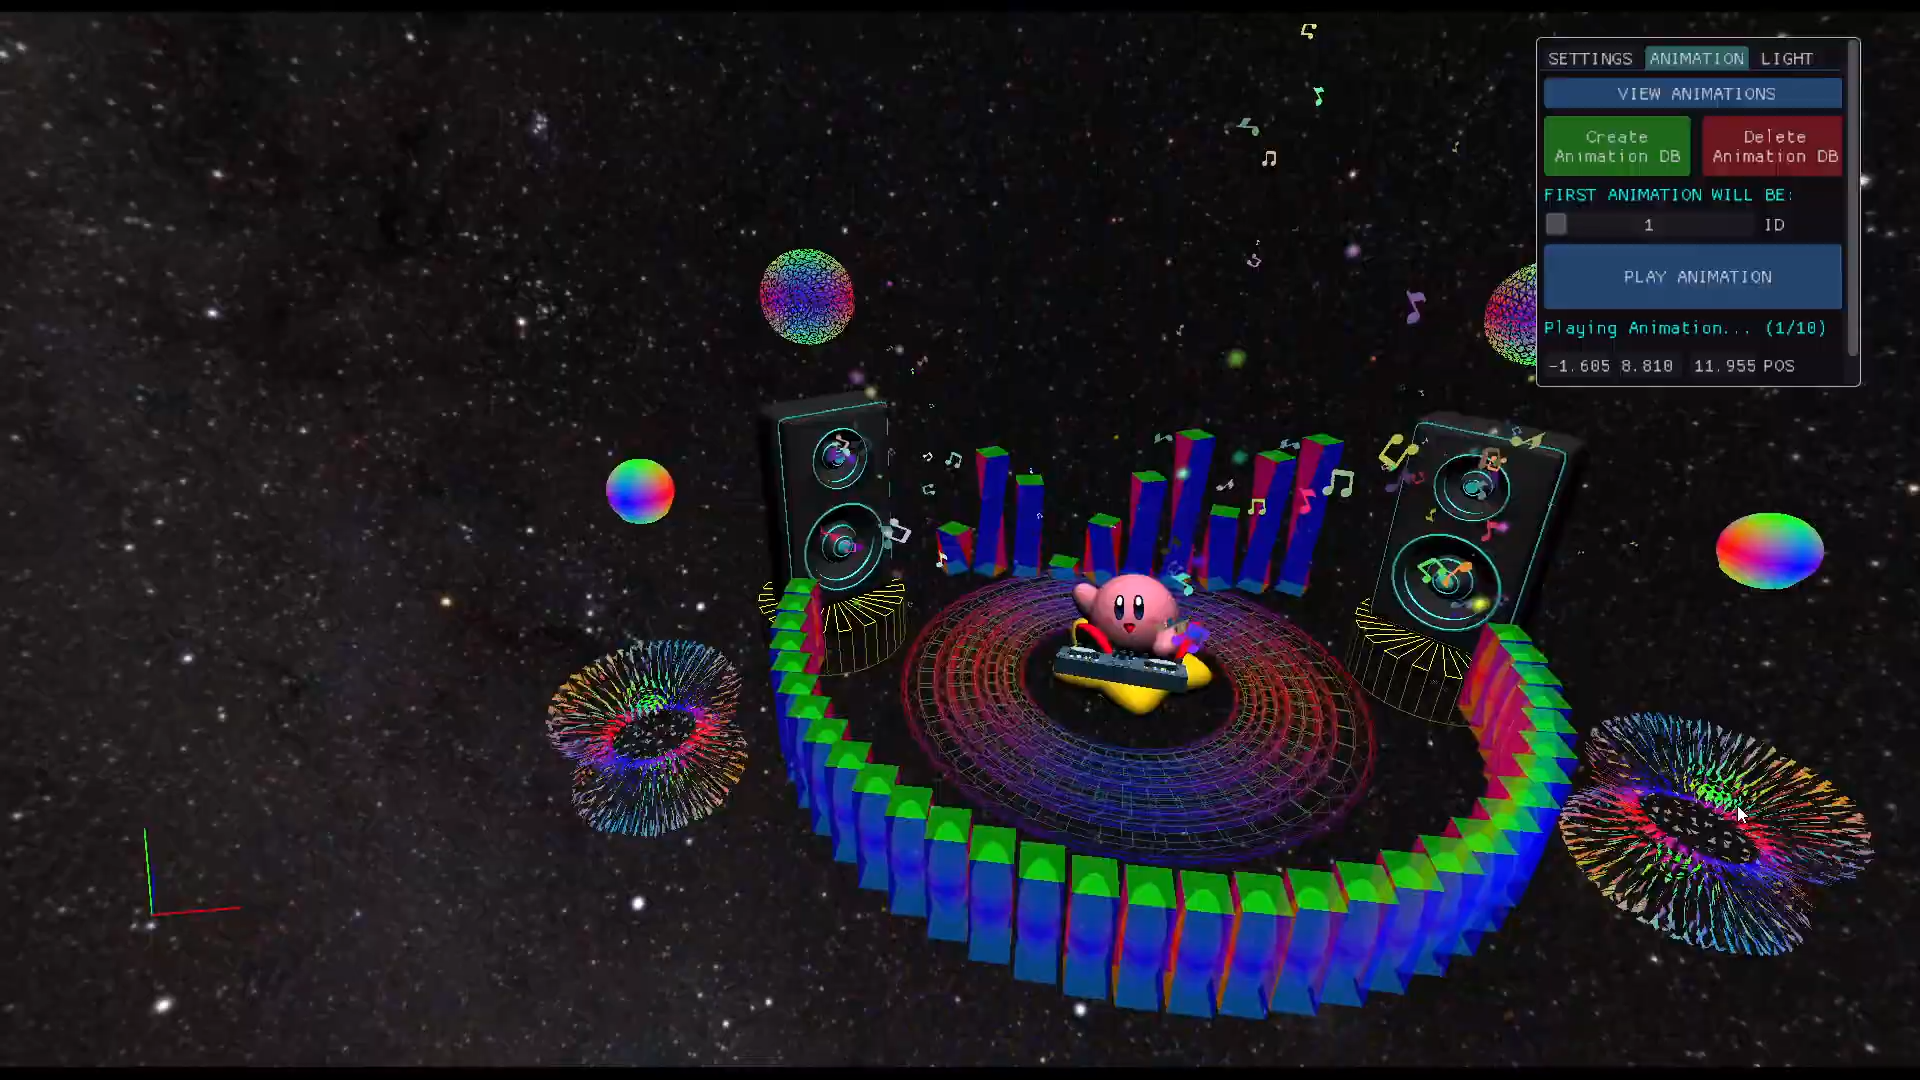 SETTINGS ANIMATION LIGHT
VIEW ANIMATIONS
Create
Animation DB
Delete
Animation DB
FIRST ANIMATION WILL BE:
1 ID
PLAY ANIMATION
Playing Animation... (1/10)
-1.605 8.810 11.955 POS